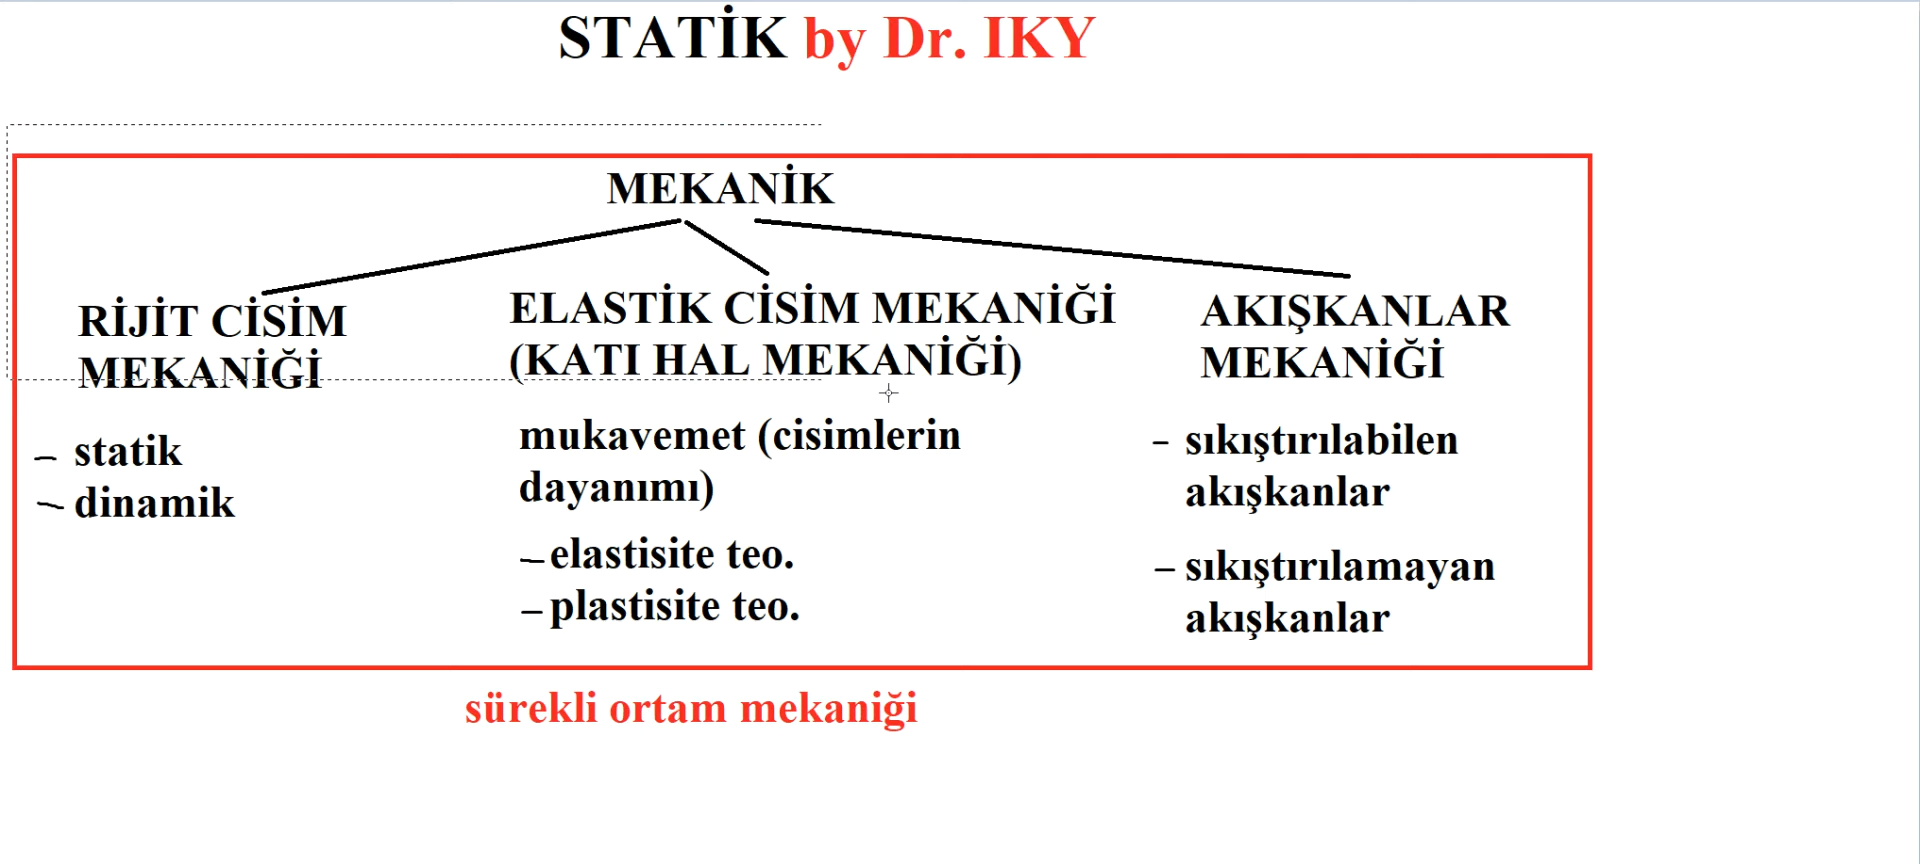 STATİK by Dr. IKY
MEKANİK
RİJİT CİSİM
MEKANİĞİ
- statik
- dinamik
ELASTİK CİSİM MEKANİĞİ
(KATI HAL MEKANİĞİ)
mukavemet (cisimlerin
dayanımı)
- elastisite teo.
- plastisite teo.
AKIŞKANLAR
MEKANİĞİ
- sıkıştırılabilen
akışkanlar
- sıkıştırılamayan
akışkanlar
sürekli ortam mekaniği